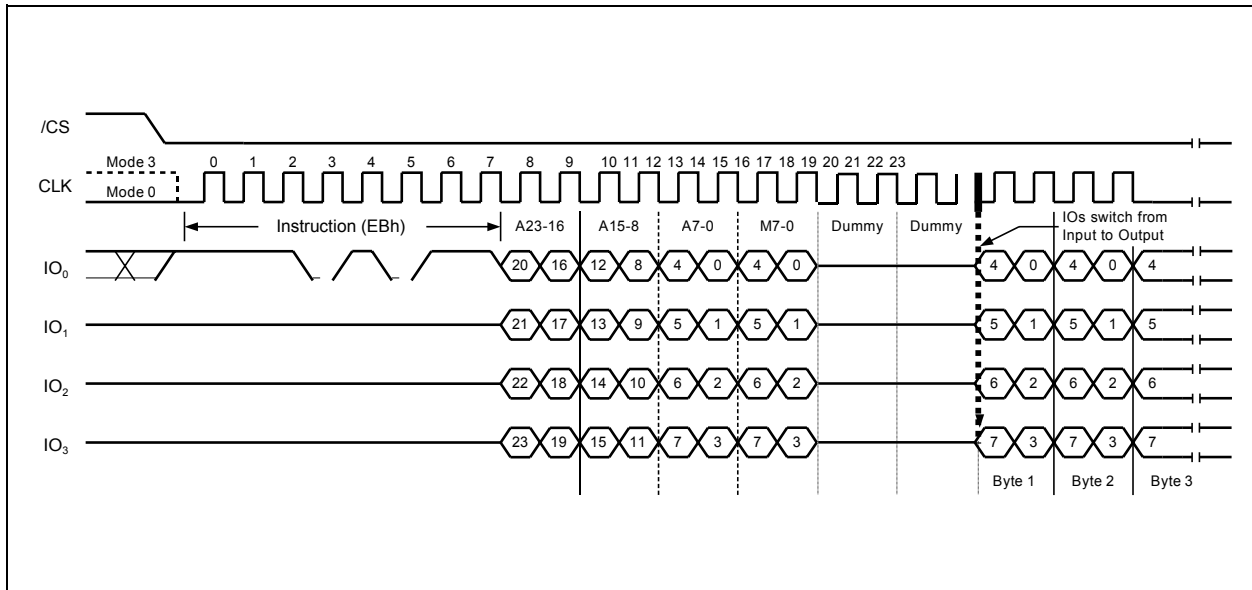 /CS
Mode 3 0 1 2 3 4 5 6 7 8 9 10 11 12 13 14 15 16 17 18 19 20 21 22 23
CLK
Mode 0
Instruction (EBh) A23-16 A15-8 A7-0 M7-0 Dummy Dummy
IOs switch from
Input to Output
IO₀ 20 16 12 8 4 0 4 0 4 0 4 0 4
IO₁ 21 17 13 9 5 1 5 1 5 1 5 1 5
IO₂ 22 18 14 10 6 2 6 2 6 2 6 2 6
IO₃ 23 19 15 11 7 3 7 3 7 3 7 3 7
Byte 1 Byte 2 Byte 3